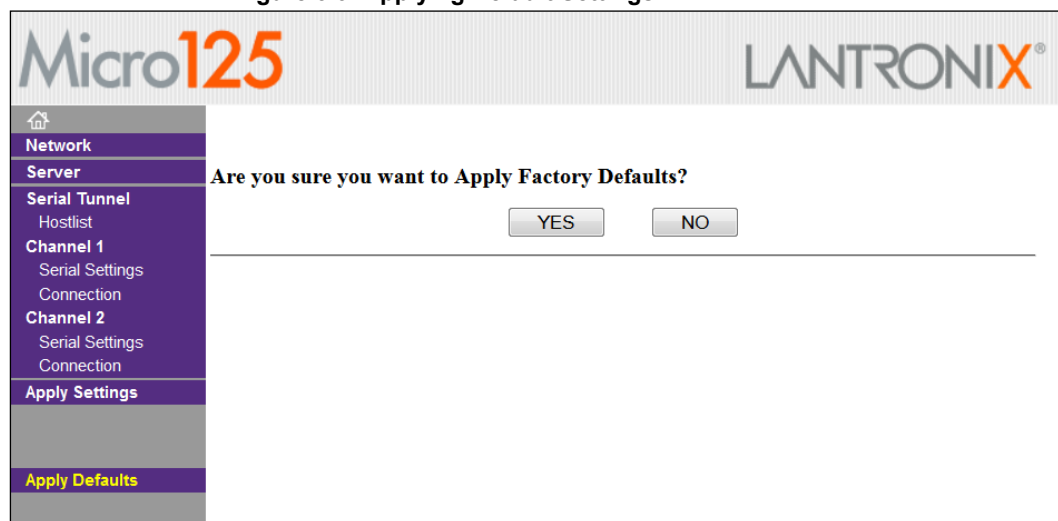 Micro125
LANTRONIX®
Network
Server
Serial Tunnel
Hostlist
Channel 1
Serial Settings
Connection
Channel 2
Serial Settings
Connection
Apply Settings
Apply Defaults
Are you sure you want to Apply Factory Defaults?
YES NO